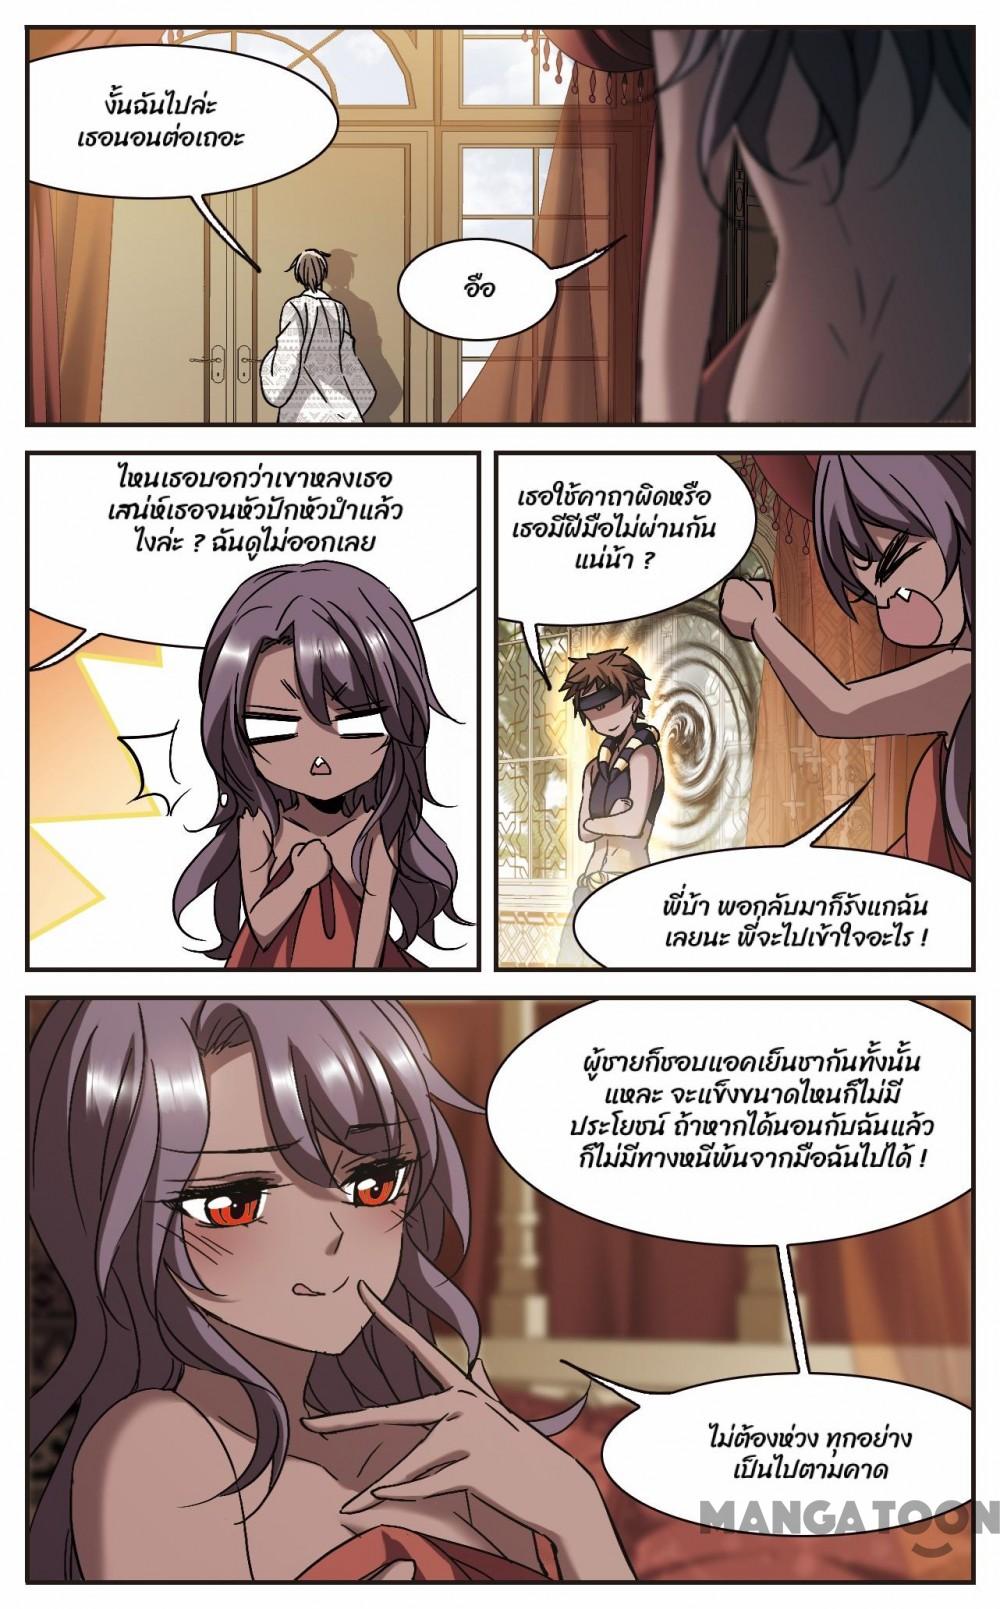 งั้นฉันไปล่ะ
เธอนอนต่อเถอะ
อือ
ไหนเธอบอกว่าเขาหลงเธอ
เสน่ห์เธอจนหัวปักหัวปำแล้ว
ไงล่ะ ? ฉันดูไม่ออกเลย
เธอใช้คาถาผิดหรือ
เธอมีฝีมือไม่ผ่านกัน
แน่น้า ?
พี่บ้า พอกลับมาก็รังแกฉัน
เลยนะ พี่จะไปเข้าใจอะไร !
ผู้ชายก็ชอบแอคเย็นชากันทั้งนั้น
แหละ จะแข็งขนาดไหนก็ไม่มี
ประโยชน์ ถ้าหากได้นอนกับฉันแล้ว
ก็ไม่มีทางหนีพ้นจากมือฉันไปได้ !
ไม่ต้องห่วง ทุกอย่าง
เป็นไปตามคาด
MANGATOON